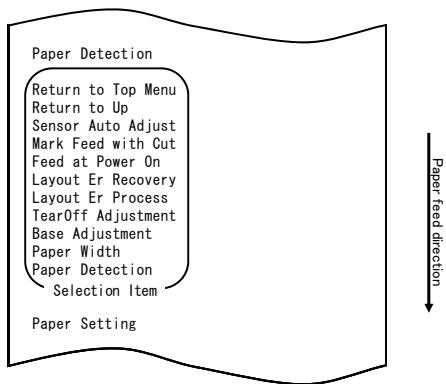 Paper Detection
Return to Top Menu
Return to Up
Sensor Auto Adjust
Mark Feed with Cut
Feed at Power On
Layout Er Recovery
Layout Er Process
TearOff Adjustment
Base Adjustment
Paper Width
Paper Detection
Selection Item
Paper Setting
Paper feed direction